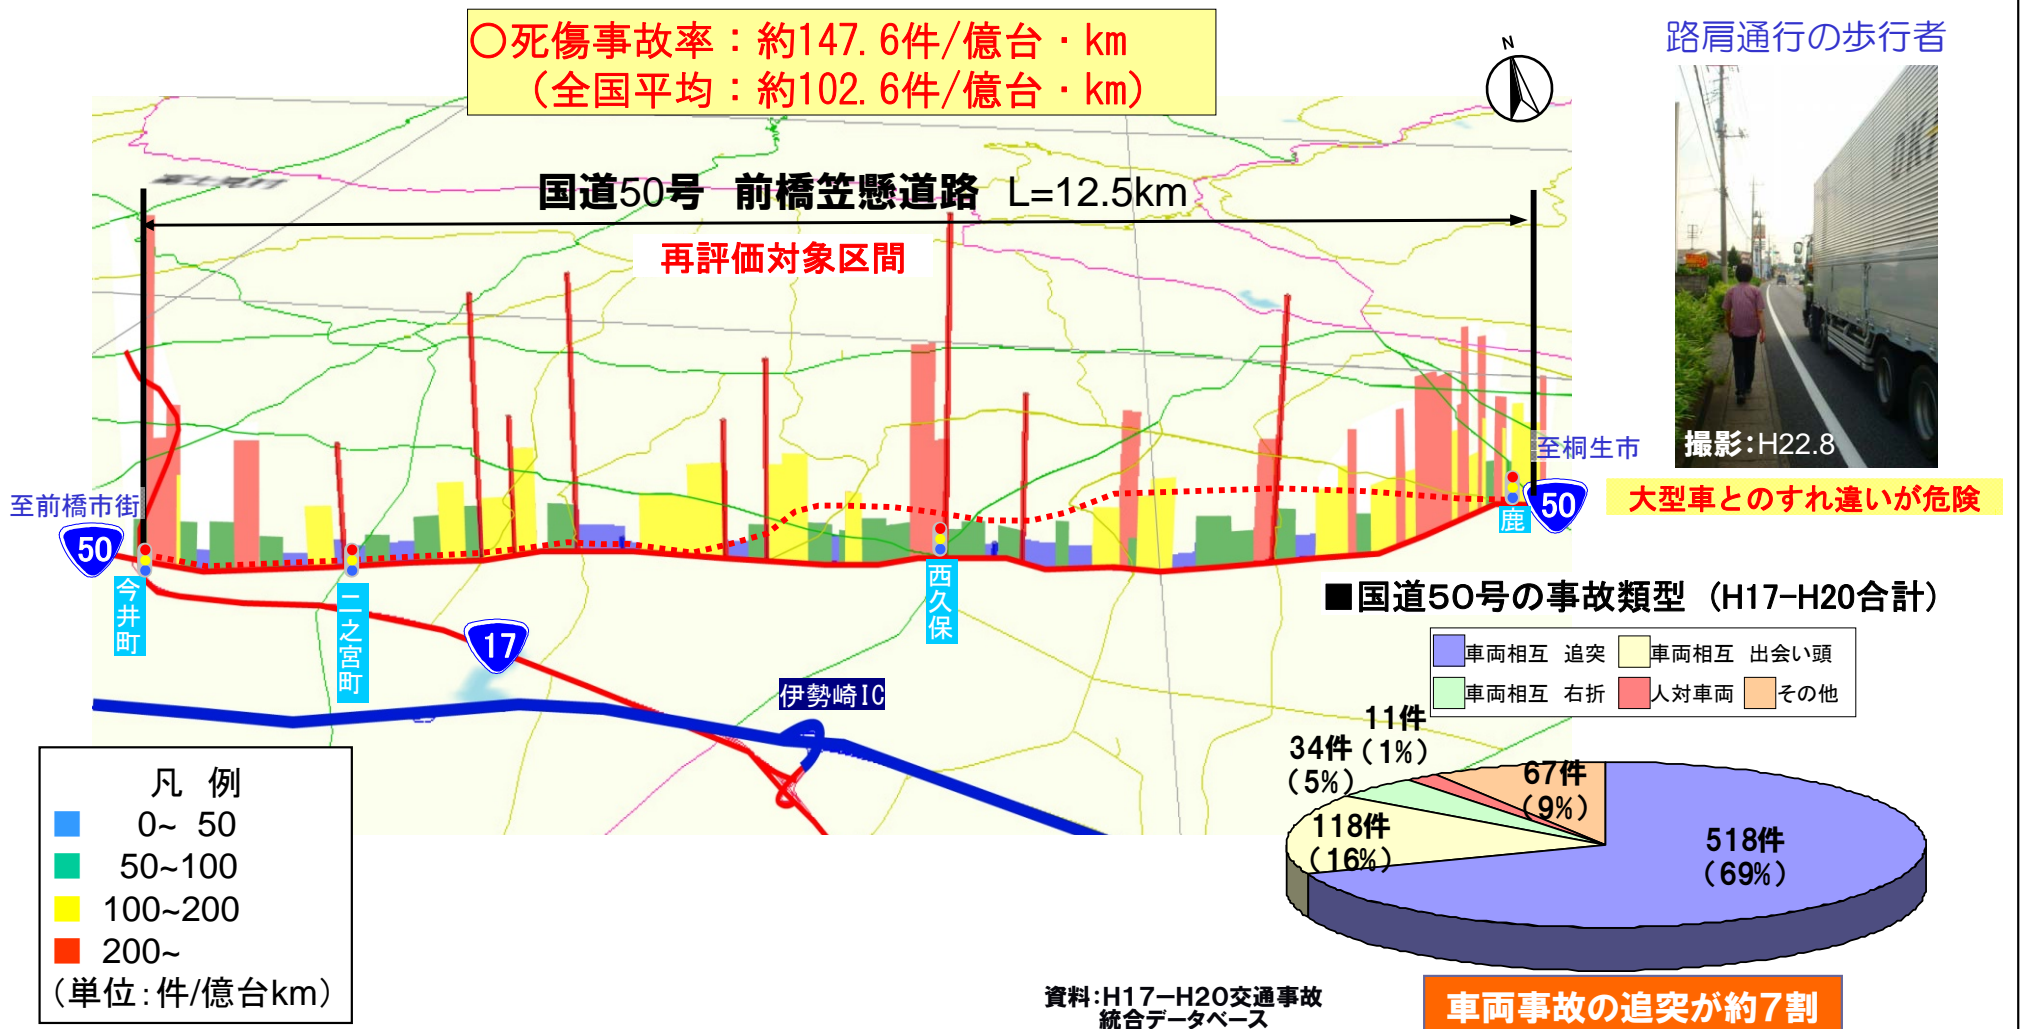 ○死傷事故率：約147.6件/億台・km
（全国平均：約102.6件/億台・km）
N
路肩通行の歩行者
富士見村
国道50号 前橋笠懸道路 L=12.5km
再評価対象区間
撮影:H22.8
大型車とのすれ違いが危険
至前橋市街
至桐生市
50
50
鹿
今井町
二之宮町
西久保
17
伊勢崎IC
■国道50号の事故類型（H17-H20合計）
車両相互 追突
車両相互 出会い頭
車両相互 右折
人対車両
その他
11件
（1%）
34件
（5%）
67件
（9%）
118件
（16%）
518件
（69%）
凡 例
0~ 50
50~100
100~200
200~
（単位:件/億台km）
資料:H17-H20交通事故
統合データベース
車両事故の追突が約7割